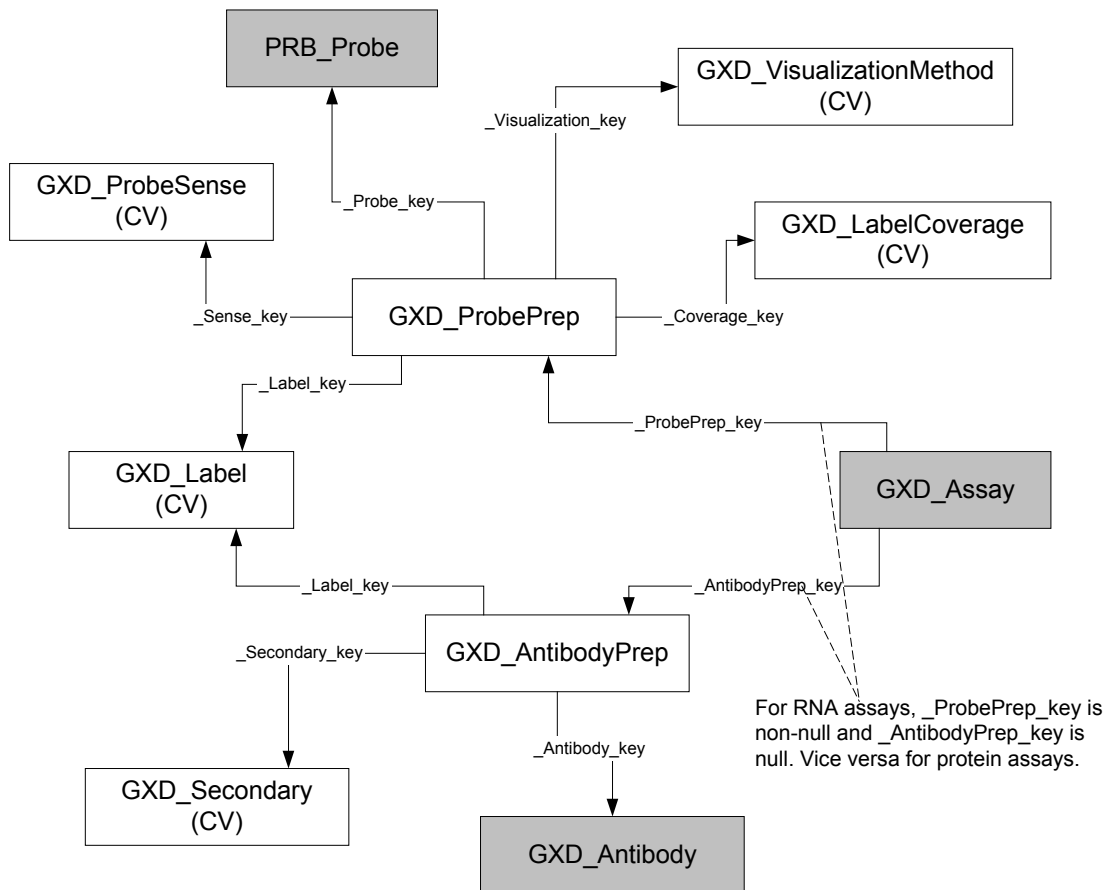 PRB_Probe
GXD_VisualizationMethod
(CV)
_Visualization_key
GXD_ProbeSense
(CV)
_Probe_key
GXD_LabelCoverage
(CV)
_Sense_key
GXD_ProbePrep
_Coverage_key
_Label_key
_ProbePrep_key
GXD_Label
(CV)
GXD_Assay
_Label_key
_AntibodyPrep_key
_Secondary_key
GXD_AntibodyPrep
For RNA assays, _ProbePrep_key is
non-null and _AntibodyPrep_key is
null. Vice versa for protein assays.
_Antibody_key
GXD_Secondary
(CV)
GXD_Antibody